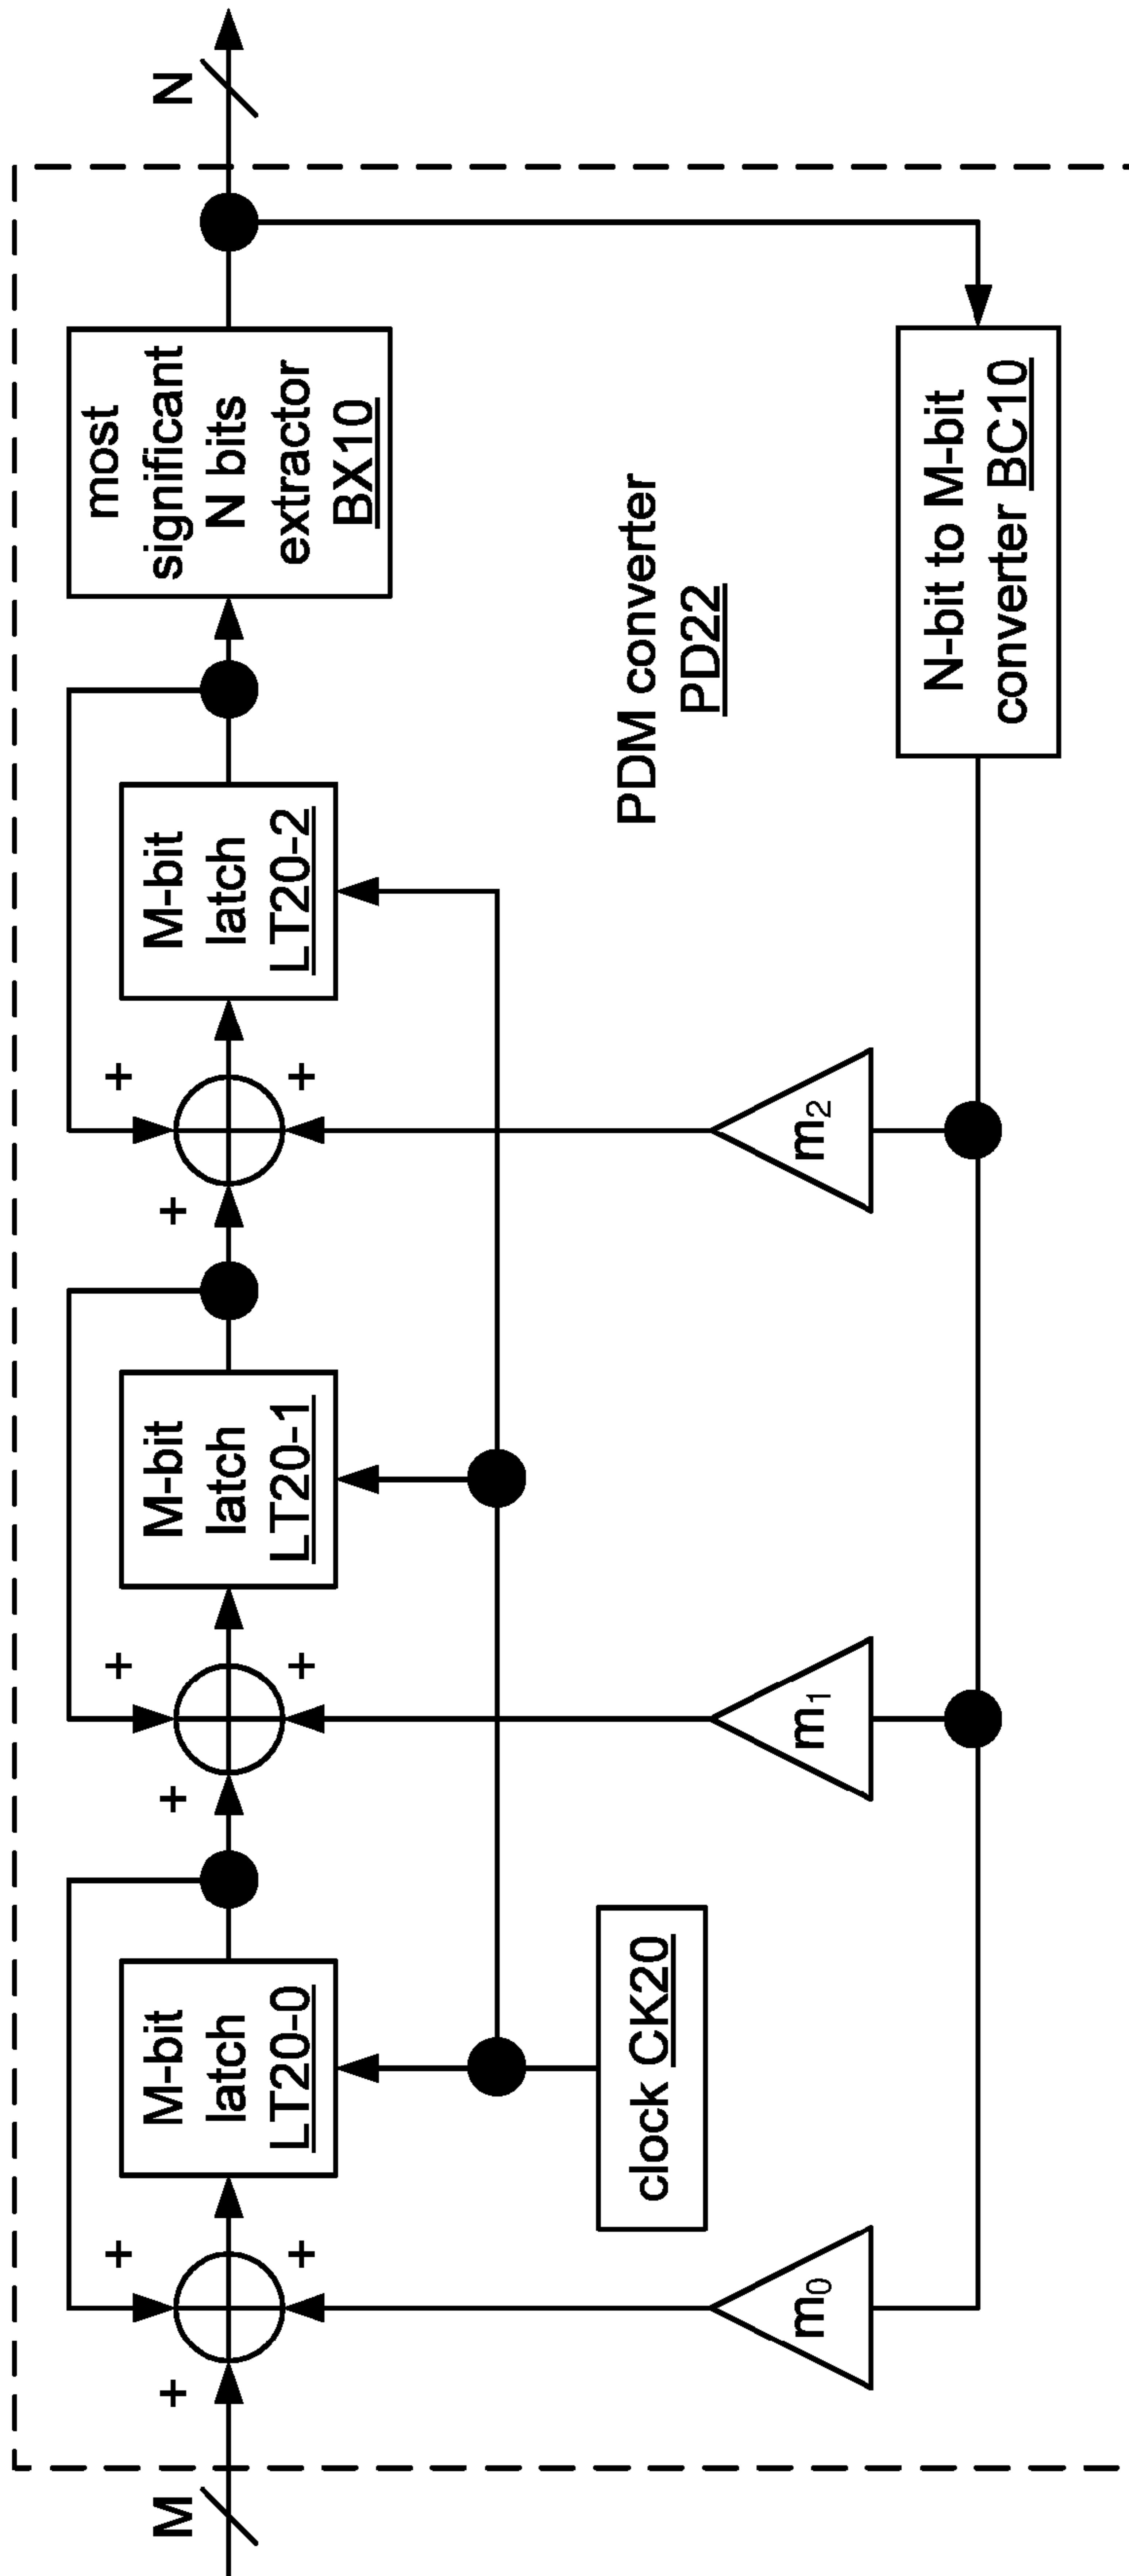 M
+
+
+
M-bit
latch
LT20-0
+
+
+
M-bit
latch
LT20-1
+
+
+
M-bit
latch
LT20-2
most
significant
N bits
extractor
BX10
N
clock CK20
PDM converter
PD22
m0
m1
m2
N-bit to M-bit
converter BC10